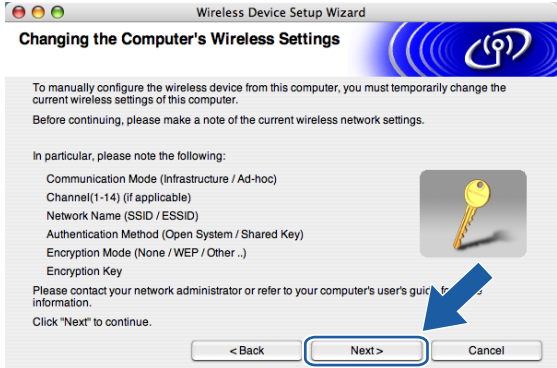 Wireless Device Setup Wizard
Changing the Computer's Wireless Settings
To manually configure the wireless device from this computer, you must temporarily change the
current wireless settings of this computer.
Before continuing, please make a note of the current wireless network settings.
In particular, please note the following:
Communication Mode (Infrastructure / Ad-hoc)
Channel(1-14) (if applicable)
Network Name (SSID / ESSID)
Authentication Method (Open System / Shared Key)
Encryption Mode (None / WEP / Other ..)
Encryption Key
Please contact your network administrator or refer to your computer's user's
information.
Click "Next" to continue.
< Back Next > Cancel